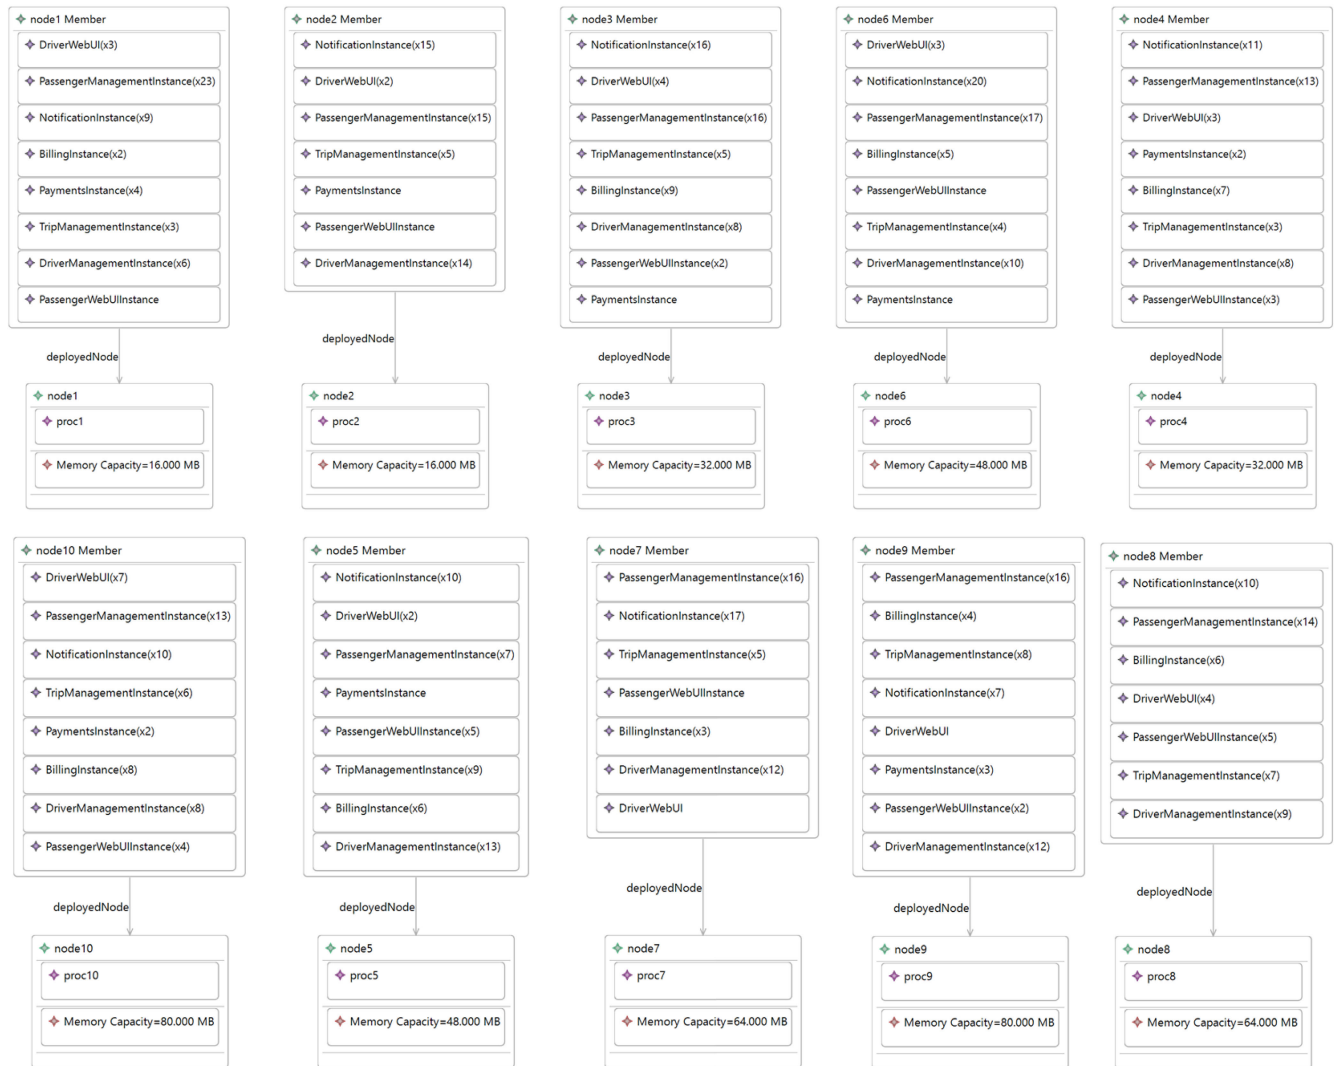 node1 Member
DriverWebUI(x3)
PassengerManagementInstance(x23)
NotificationInstance(x9)
BillingInstance(x2)
PaymentsInstance(x4)
TripManagementInstance(x3)
DriverManagementInstance(x6)
PassengerWebUIInstance
deployedNode
node1
proc1
Memory Capacity=16.000 MB
node2 Member
NotificationInstance(x15)
DriverWebUI(x2)
PassengerManagementInstance(x15)
TripManagementInstance(x5)
PaymentsInstance
PassengerWebUIInstance
DriverManagementInstance(x14)
deployedNode
node2
proc2
Memory Capacity=16.000 MB
node3 Member
NotificationInstance(x16)
DriverWebUI(x4)
PassengerManagementInstance(x16)
TripManagementInstance(x5)
BillingInstance(x9)
DriverManagementInstance(x8)
PassengerWebUIInstance(x2)
PaymentsInstance
deployedNode
node3
proc3
Memory Capacity=32.000 MB
node6 Member
DriverWebUI(x3)
NotificationInstance(x20)
PassengerManagementInstance(x17)
BillingInstance(x5)
PassengerWebUIInstance
TripManagementInstance(x4)
DriverManagementInstance(x10)
PaymentsInstance
deployedNode
node6
proc6
Memory Capacity=48.000 MB
node4 Member
NotificationInstance(x11)
PassengerManagementInstance(x13)
DriverWebUI(x3)
PaymentsInstance(x2)
BillingInstance(x7)
TripManagementInstance(x3)
DriverManagementInstance(x8)
PassengerWebUIInstance(x3)
deployedNode
node4
proc4
Memory Capacity=32.000 MB
node10 Member
DriverWebUI(x7)
PassengerManagementInstance(x13)
NotificationInstance(x10)
TripManagementInstance(x6)
PaymentsInstance(x2)
BillingInstance(x8)
DriverManagementInstance(x8)
PassengerWebUIInstance(x4)
deployedNode
node10
proc10
Memory Capacity=80.000 MB
node5 Member
NotificationInstance(x10)
DriverWebUI(x2)
PassengerManagementInstance(x7)
PaymentsInstance
PassengerWebUIInstance(x5)
TripManagementInstance(x9)
BillingInstance(x6)
DriverManagementInstance(x13)
deployedNode
node5
proc5
Memory Capacity=48.000 MB
node7 Member
PassengerManagementInstance(x16)
NotificationInstance(x17)
TripManagementInstance(x5)
PassengerWebUIInstance
BillingInstance(x3)
DriverManagementInstance(x12)
DriverWebUI
deployedNode
node7
proc7
Memory Capacity=64.000 MB
node9 Member
PassengerManagementInstance(x16)
BillingInstance(x4)
TripManagementInstance(x8)
NotificationInstance(x7)
DriverWebUI
PaymentsInstance(x3)
PassengerWebUIInstance(x2)
DriverManagementInstance(x12)
deployedNode
node9
proc9
Memory Capacity=80.000 MB
node8 Member
NotificationInstance(x10)
PassengerManagementInstance(x14)
BillingInstance(x6)
DriverWebUI(x4)
PassengerWebUIInstance(x5)
TripManagementInstance(x7)
DriverManagementInstance(x9)
deployedNode
node8
proc8
Memory Capacity=64.000 MB